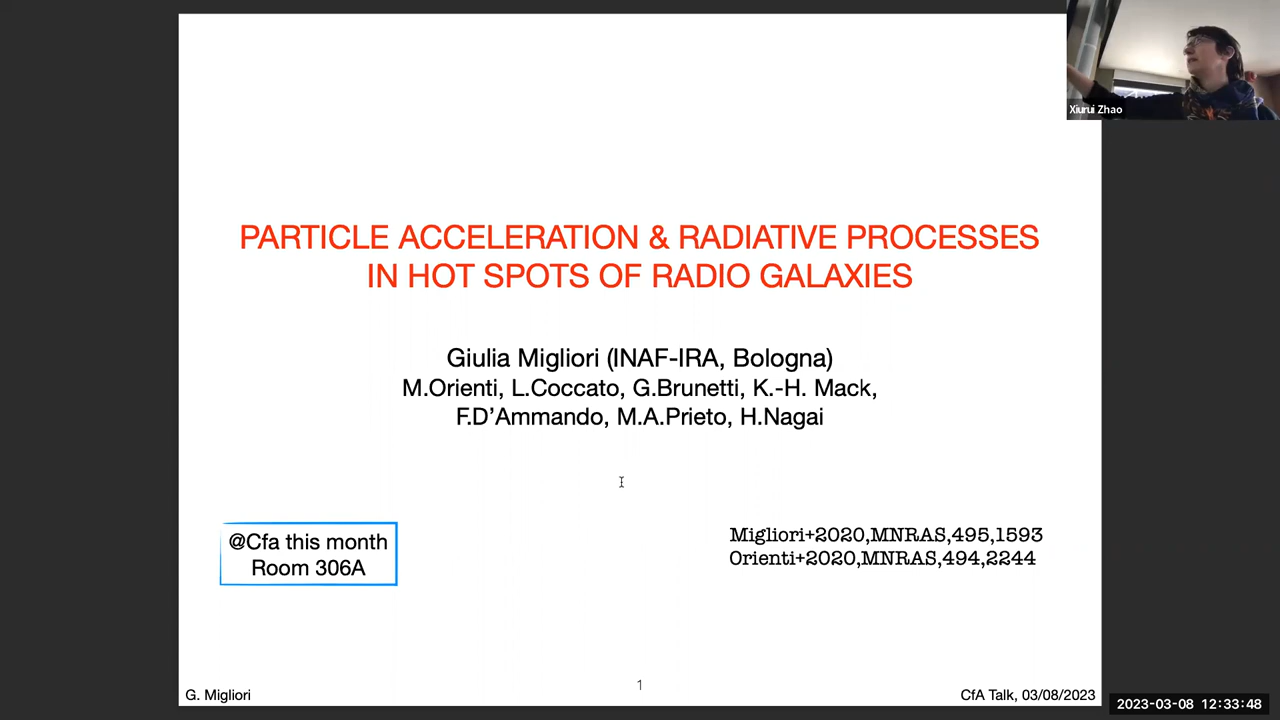 Xiurui Zhao
PARTICLE ACCELERATION & RADIATIVE PROCESSES
IN HOT SPOTS OF RADIO GALAXIES
Giulia Migliori (INAF-IRA, Bologna)
M.Orienti, L.Coccato, G.Brunetti, K.-H. Mack,
F.D’Ammando, M.A.Prieto, H.Nagai
@Cfa this month
Room 306A
Migliori+2020,MNRAS,495,1593
Orienti+2020,MNRAS,494,2244
G. Migliori
1
CfA Talk, 03/08/2023
2023-03-08 12:33:48